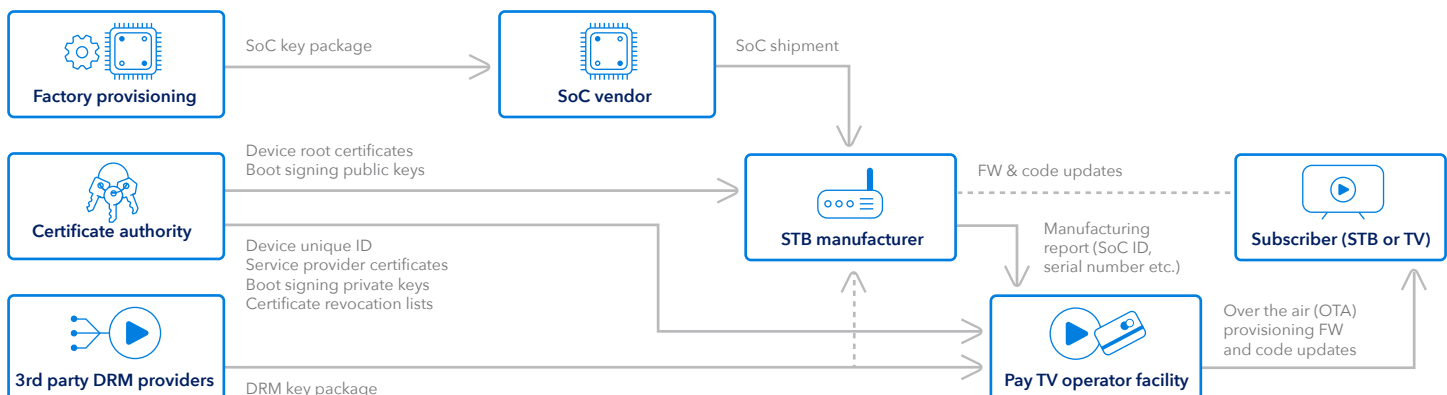 SoC key package
SoC shipment
Factory provisioning
SoC vendor
Device root certificates
Boot signing public keys
FW & code updates
Certificate authority
STB manufacturer
Subscriber (STB or TV)
Manufacturing
report (SoC ID,
serial number etc.)
Device unique ID
Service provider certificates
Boot signing private keys
Certificate revocation lists
Over the air (OTA)
provisioning FW
and code updates
3rd party DRM providers
Pay TV operator facility
DRM key package